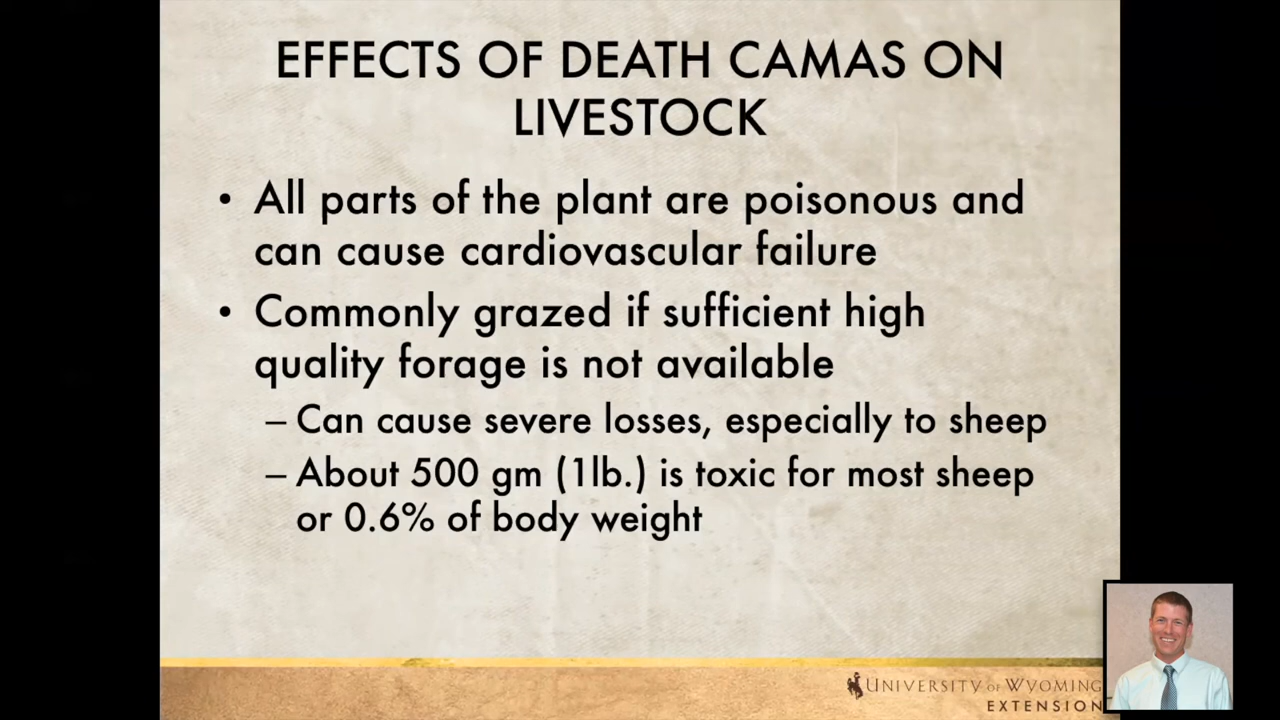 EFFECTS OF DEATH CAMAS ON
LIVESTOCK
• All parts of the plant are poisonous and
can cause cardiovascular failure
• Commonly grazed if sufficient high
quality forage is not available
– Can cause severe losses, especially to sheep
– About 500 gm (1lb.) is toxic for most sheep
or 0.6% of body weight
UNIVERSITY OF WYOMING
EXTENSION